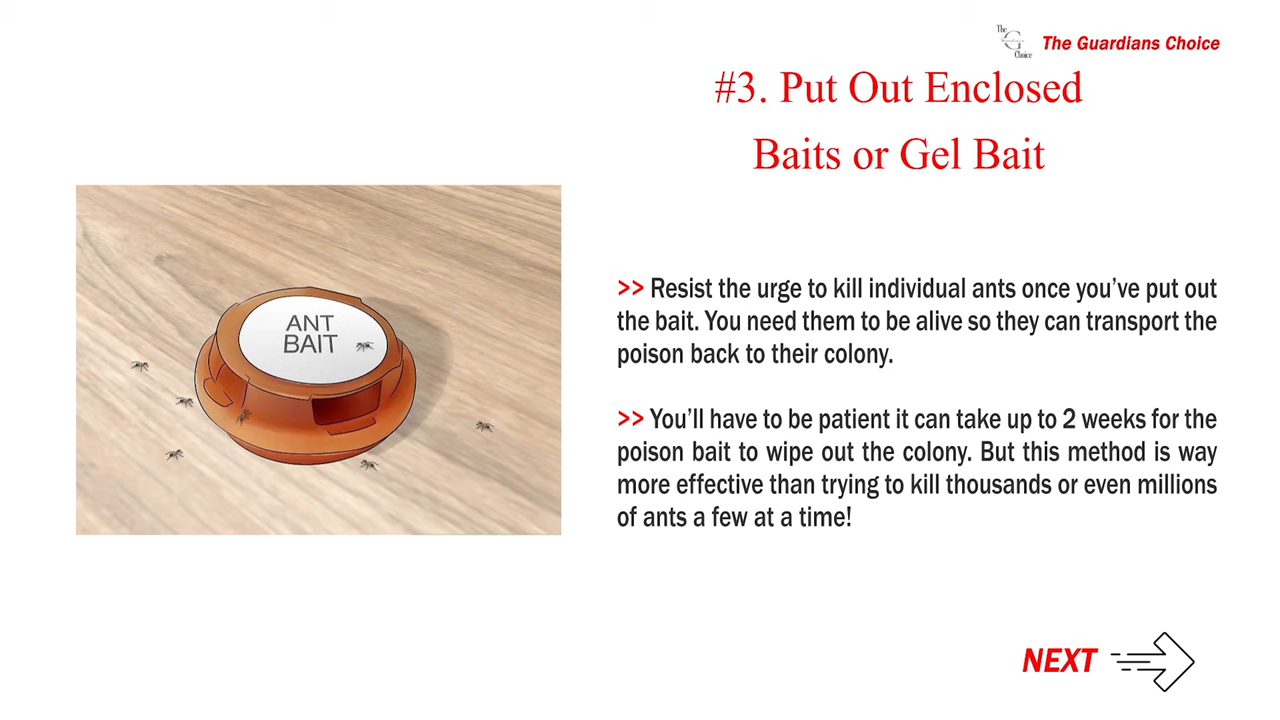 The
G
Choice
The Guardians Choice
#3. Put Out Enclosed
Baits or Gel Bait
ANT
BAIT
>> Resist the urge to kill individual ants once you’ve put out
the bait. You need them to be alive so they can transport the
poison back to their colony.
>> You’ll have to be patient it can take up to 2 weeks for the
poison bait to wipe out the colony. But this method is way
more effective than trying to kill thousands or even millions
of ants a few at a time!
NEXT